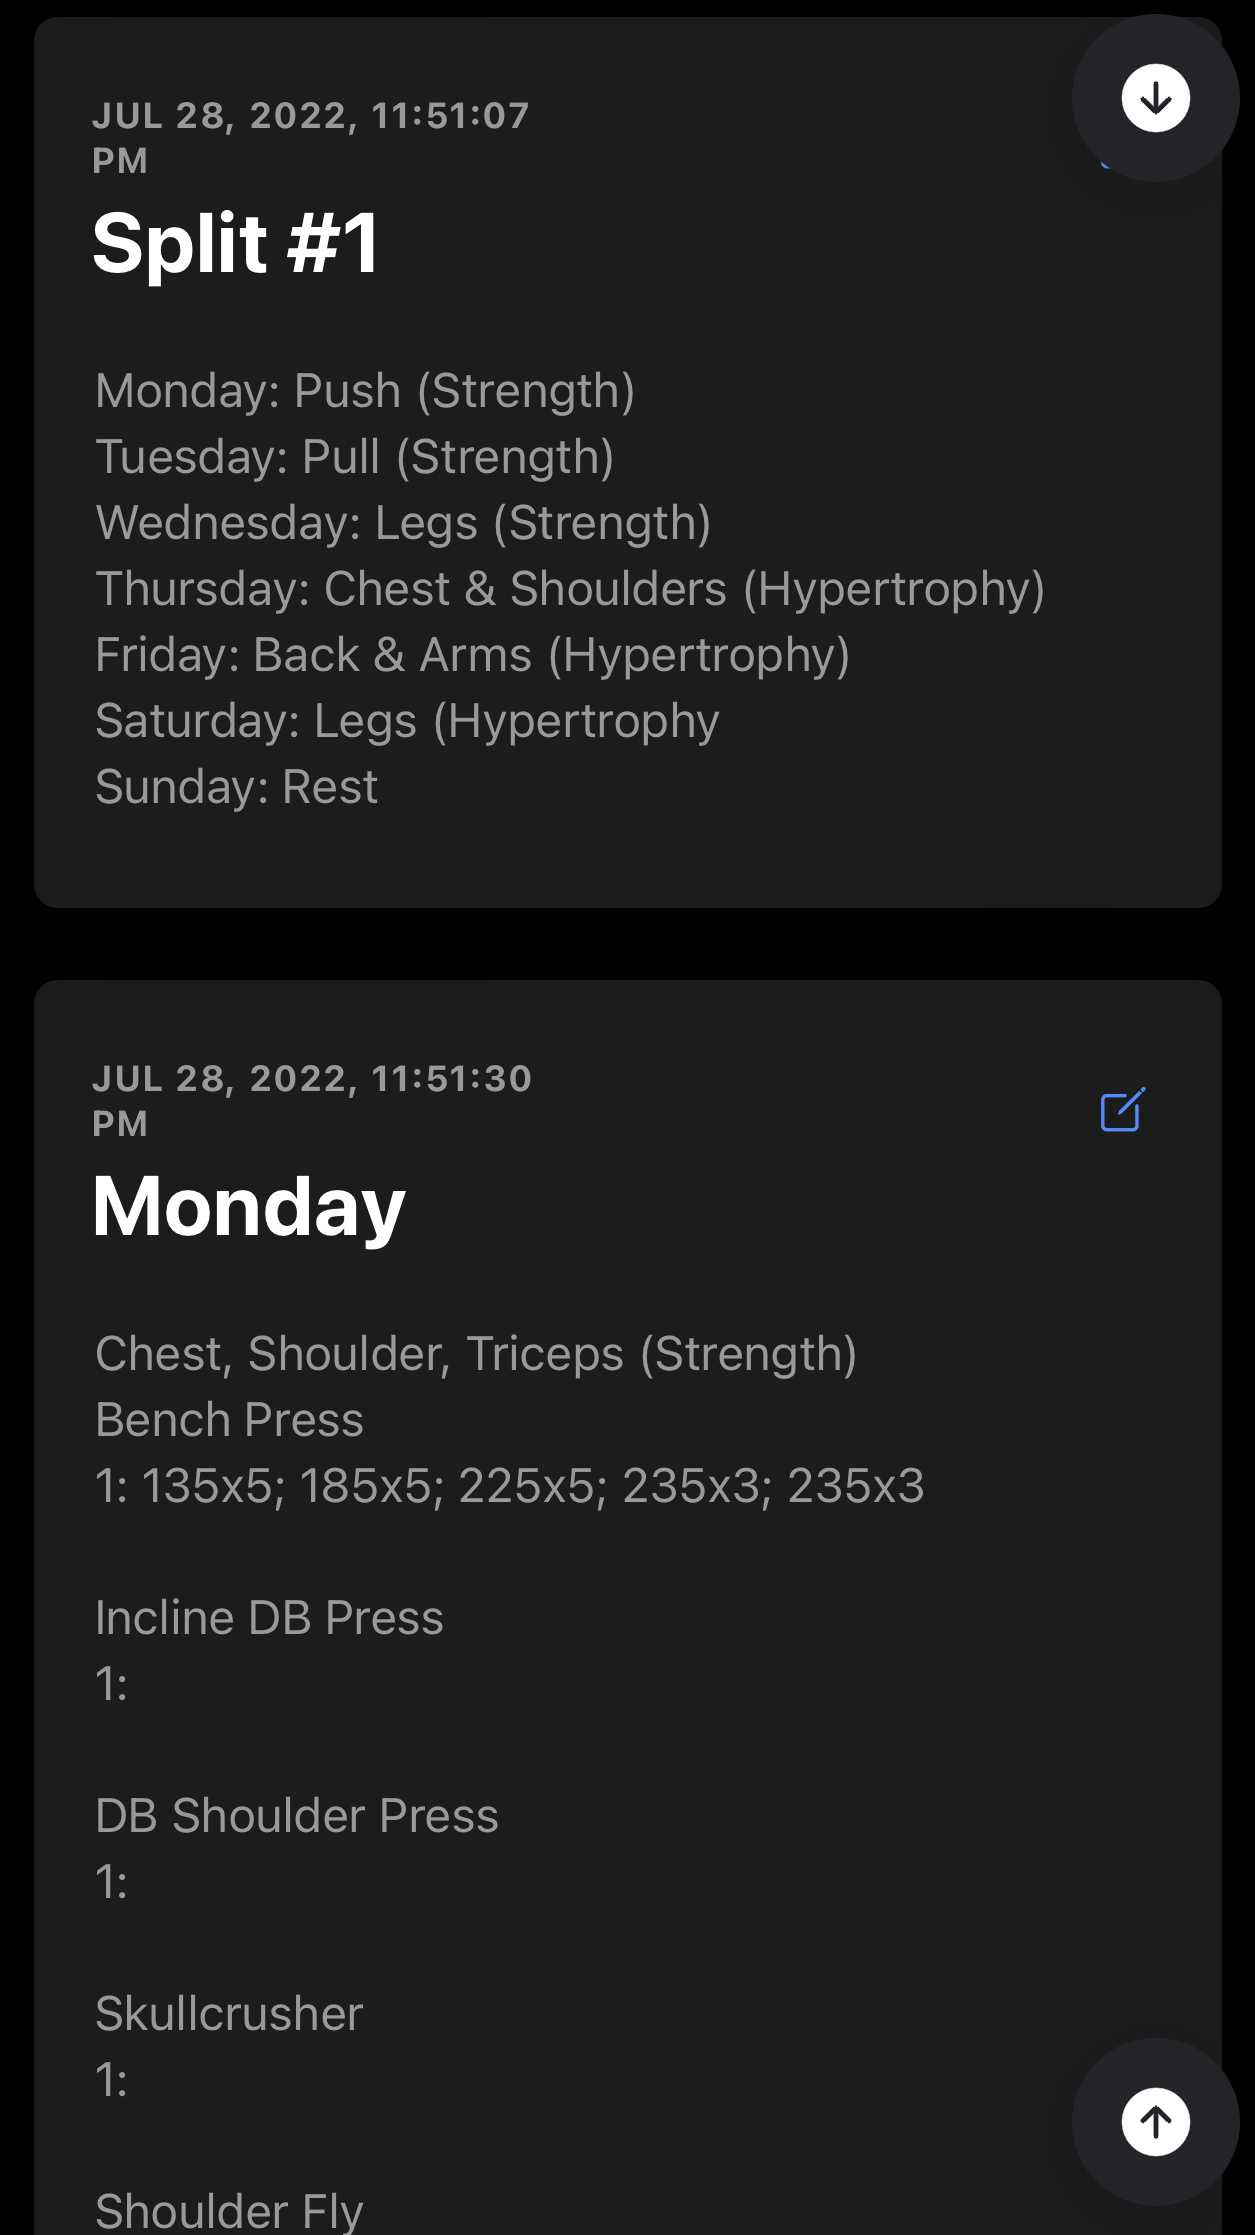 JUL 28, 2022, 11:51:07
PM
Split #1
Monday: Push (Strength)
Tuesday: Pull (Strength)
Wednesday: Legs (Strength)
Thursday: Chest & Shoulders (Hypertrophy)
Friday: Back & Arms (Hypertrophy)
Saturday: Legs (Hypertrophy
Sunday: Rest
JUL 28, 2022, 11:51:30
PM
Monday
Chest, Shoulder, Triceps (Strength)
Bench Press
1: 135x5; 185x5; 225x5; 235x3; 235x3
Incline DB Press
1:
DB Shoulder Press
1:
Skullcrusher
1:
Shoulder Fly